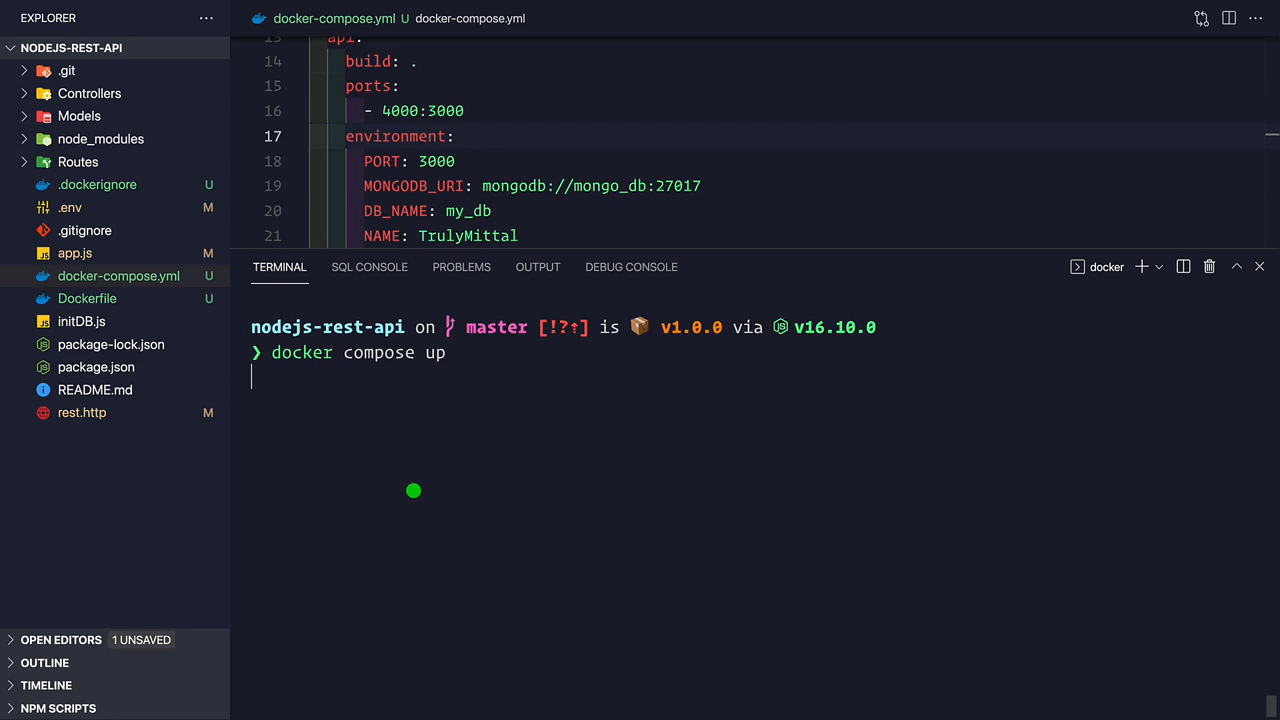 EXPLORER
NODEJS-REST-API
.git
Controllers
Models
node_modules
Routes
.dockerignore U
.env M
.gitignore
app.js M
docker-compose.yml U
Dockerfile U
initDB.js
package-lock.json
package.json
README.md
rest.http M
OPEN EDITORS 1 UNSAVED
OUTLINE
TIMELINE
NPM SCRIPTS
docker-compose.yml U docker-compose.yml
13 api:
14 build: .
15 ports:
16 - 4000:3000
17 environment:
18 PORT: 3000
19 MONGODB_URI: mongodb://mongo_db:27017
20 DB_NAME: my_db
21 NAME: TrulyMittal
TERMINAL SQL CONSOLE PROBLEMS OUTPUT DEBUG CONSOLE docker
nodejs-rest-api on master [!?⇡] is 📦 v1.0.0 via v16.10.0
❯ docker compose up